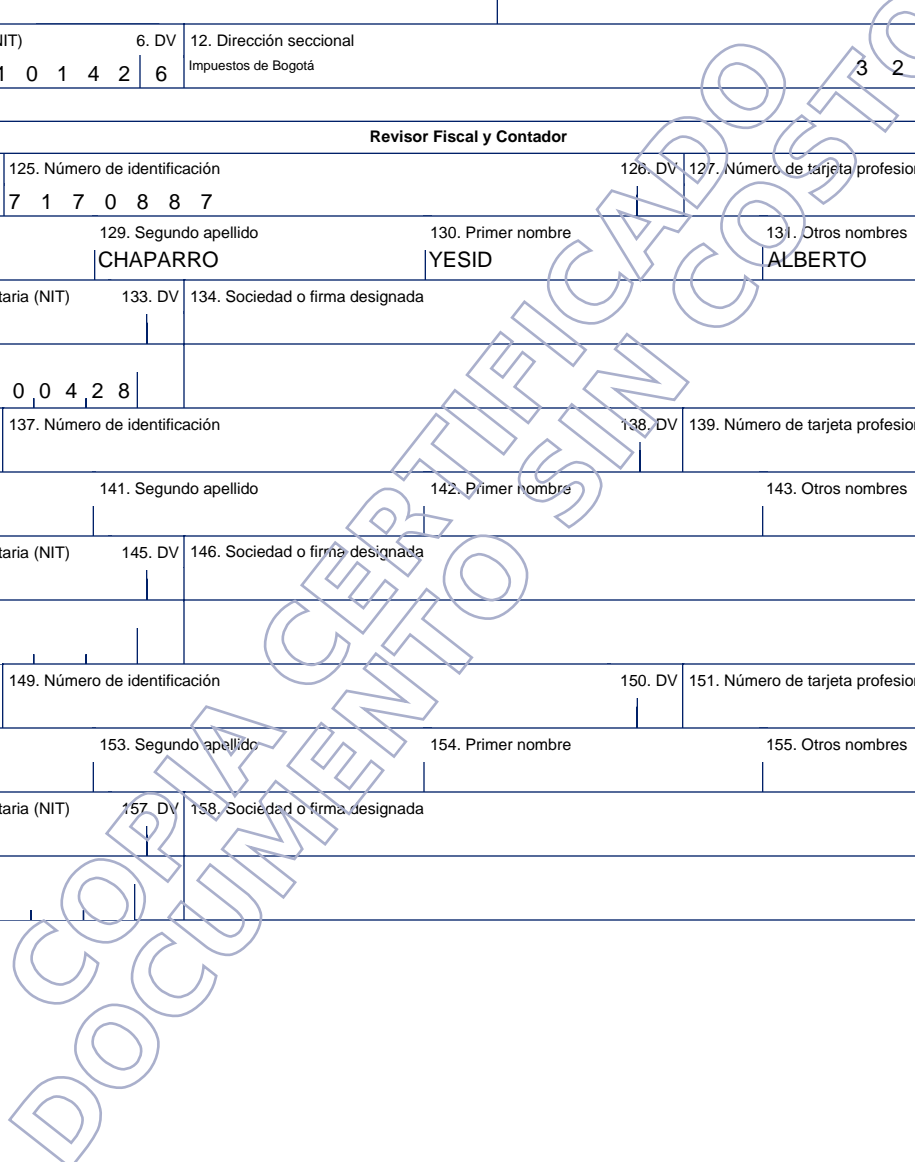 IT) 6. DV 12. Dirección seccional
1 0 1 4 2 6 Impuestos de Bogotá 3 2
Revisor Fiscal y Contador
125. Número de identificación 126. DV 127. Número de tarjeta profesion
7 1 7 0 8 8 7
129. Segundo apellido 130. Primer nombre 131. Otros nombres
CHAPARRO YESID ALBERTO
taria (NIT) 133. DV 134. Sociedad o firma designada
0 0 4 2 8
137. Número de identificación 138. DV 139. Número de tarjeta profesion
141. Segundo apellido 142. Primer nombre 143. Otros nombres
taria (NIT) 145. DV 146. Sociedad o firma designada
149. Número de identificación 150. DV 151. Número de tarjeta profesion
153. Segundo apellido 154. Primer nombre 155. Otros nombres
taria (NIT) 157. DV 158. Sociedad o firma designada
COPIA CERTIFICADO
DOCUMENTO SIN COSTO